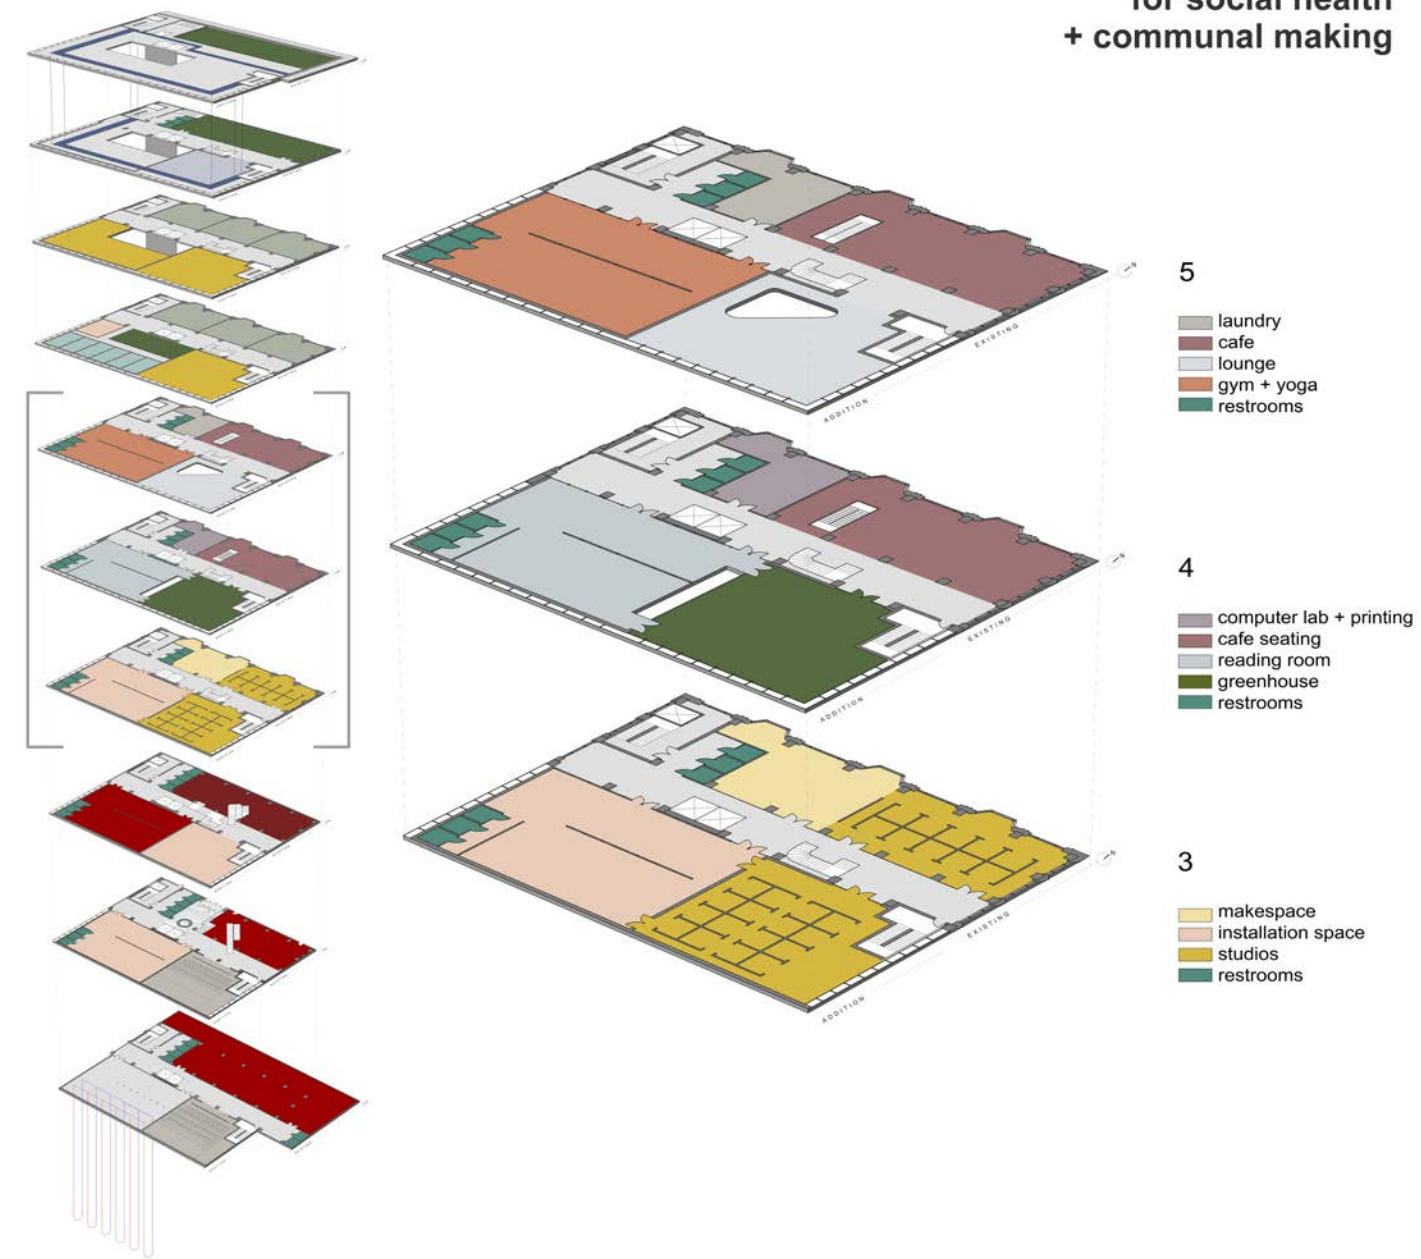 for social health
+ communal making
5
laundry
cafe
lounge
gym + yoga
restrooms
N
EXISTING
ADDITION
4
computer lab + printing
cafe seating
reading room
greenhouse
restrooms
N
EXISTING
ADDITION
3
makespace
installation space
studios
restrooms
N
EXISTING
ADDITION